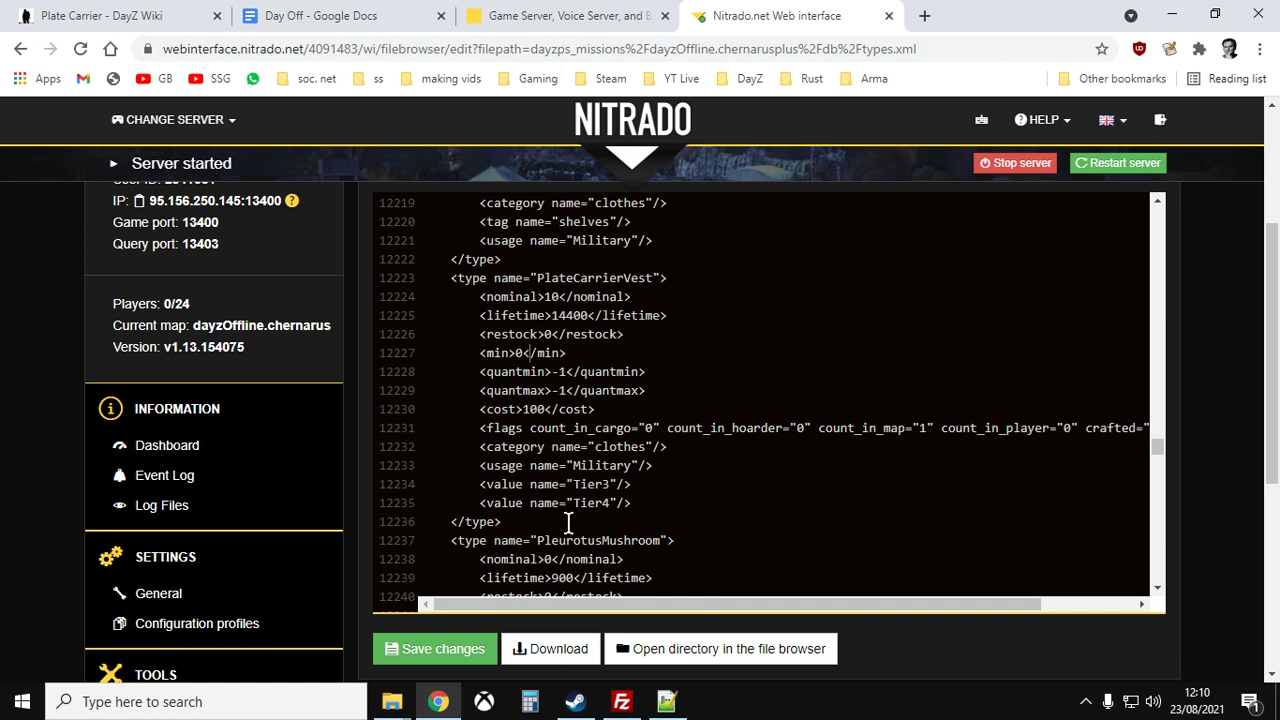 Plate Carrier - DayZ Wiki
Day Off - Google Docs
Game Server, Voice Server, and B
Nitrado.net Web interface
webinterface.nitrado.net/4091483/wi/filebrowser/edit?filepath=dayzps_missions%2FdayzOffline.chernarusplus%2Fdb%2Ftypes.xml
Apps
GB
SSG
soc. net
ss
making vids
Gaming
Steam
YT Live
DayZ
Rust
Arma
Other bookmarks
Reading list
CHANGE SERVER
NITRADO
HELP
Server started
Stop server
Restart server
IP: 95.156.250.145:13400
Game port: 13400
Query port: 13403
Players: 0/24
Current map: dayzOffline.chernarus
Version: v1.13.154075
INFORMATION
Dashboard
Event Log
Log Files
SETTINGS
General
Configuration profiles
TOOLS
12219 <category name="clothes"/>
12220 <tag name="shelves"/>
12221 <usage name="Military"/>
12222 </type>
12223 <type name="PlateCarrierVest">
12224 <nominal>10</nominal>
12225 <lifetime>14400</lifetime>
12226 <restock>0</restock>
12227 <min>0</min>
12228 <quantmin>-1</quantmin>
12229 <quantmax>-1</quantmax>
12230 <cost>100</cost>
12231 <flags count_in_cargo="0" count_in_hoarder="0" count_in_map="1" count_in_player="0" crafted="
12232 <category name="clothes"/>
12233 <usage name="Military"/>
12234 <value name="Tier3"/>
12235 <value name="Tier4"/>
12236 </type>
12237 <type name="PleurotusMushroom">
12238 <nominal>0</nominal>
12239 <lifetime>900</lifetime>
12240 <restock>0</restock>
Save changes
Download
Open directory in the file browser
Type here to search
12:10
23/08/2021
1